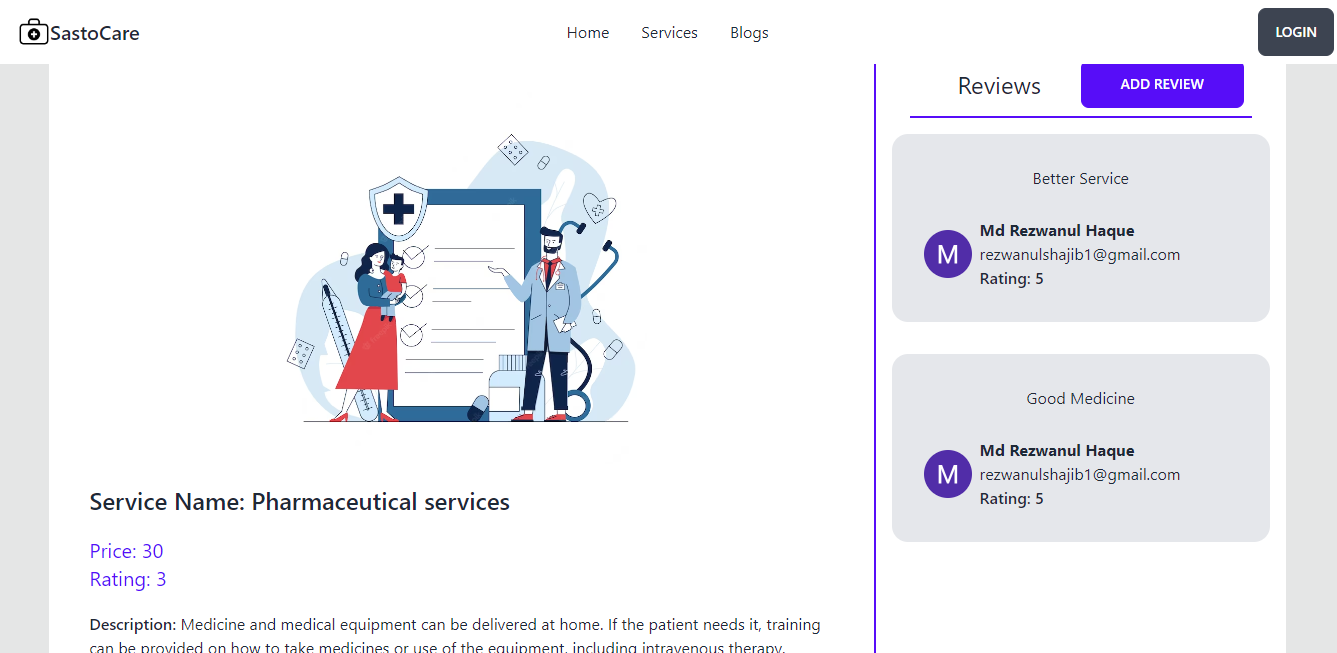 SastoCare
Home
Services
Blogs
LOGIN
Service Name: Pharmaceutical services
Price: 30
Rating: 3
Description: Medicine and medical equipment can be delivered at home. If the patient needs it, training
can be provided on how to take medicines or use of the equipment, including intravenous therapy.
Reviews
ADD REVIEW
Better Service
M
Md Rezwanul Haque
rezwanulshajib1@gmail.com
Rating: 5
Good Medicine
M
Md Rezwanul Haque
rezwanulshajib1@gmail.com
Rating: 5